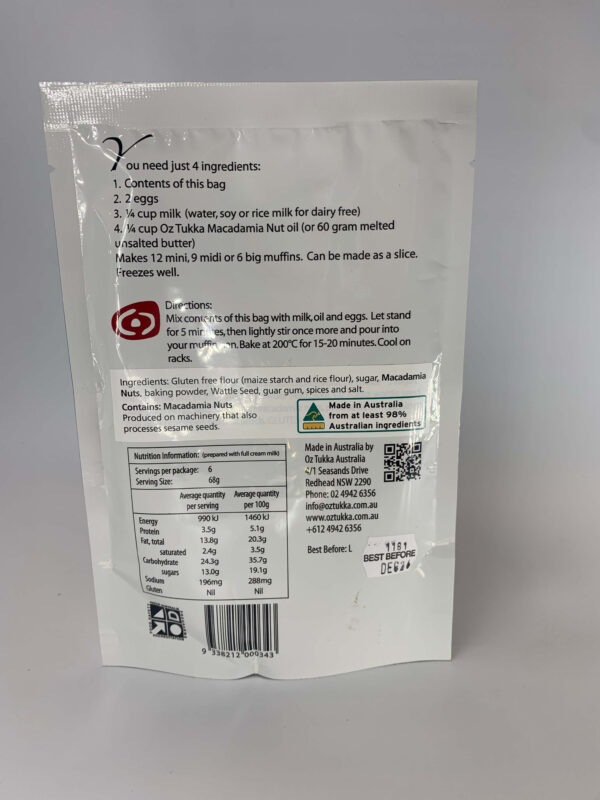 You need just 4 ingredients:
1. Contents of this bag
2. 2 eggs
3. ¼ cup milk (water, soy or rice milk for dairy free)
4. ¼ cup Oz Tukka Macadamia Nut oil (or 60 gram melted
unsalted butter)
Makes 12 mini, 9 midi or 6 big muffins. Can be made as a slice.
Freezes well.
Directions:
Mix contents of this bag with milk, oil and eggs. Let stand
for 5 minutes, then lightly stir once more and pour into
your muffin pan. Bake at 200°C for 15-20 minutes. Cool on
racks.
Ingredients: Gluten free flour (maize starch and rice flour), sugar, Macadamia
Nuts, baking powder, Wattle Seed, guar gum, spices and salt.
Contains: Macadamia Nuts
Produced on machinery that also
processes sesame seeds.
Made in Australia
from at least 98%
Australian ingredients
Nutrition Information: (prepared with full cream milk)
Servings per package: 6
Serving Size: 68g
Average quantity per serving Average quantity per 100g
Energy 990 kJ 1460 kJ
Protein 3.5g 5.1g
Fat, total 13.8g 20.3g
saturated 2.4g 3.5g
Carbohydrate 24.3g 35.7g
sugars 13.0g 19.1g
Sodium 196mg 288mg
Gluten Nil Nil
Made in Australia by
Oz Tukka Australia
4/1 Seasands Drive
Redhead NSW 2290
Phone: 02 4942 6356
info@oztukka.com.au
www.oztukka.com.au
+612 4942 6356
Best Before: L
1181
BEST BEFORE
9 338212 009343